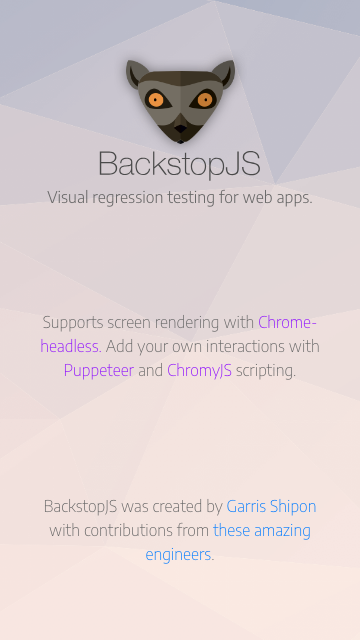 BackstopJS
Visual regression testing for web apps.
Supports screen rendering with Chrome-
headless. Add your own interactions with
Puppeteer and ChromyJS scripting.
BackstopJS was created by Garris Shipon
with contributions from these amazing
engineers.